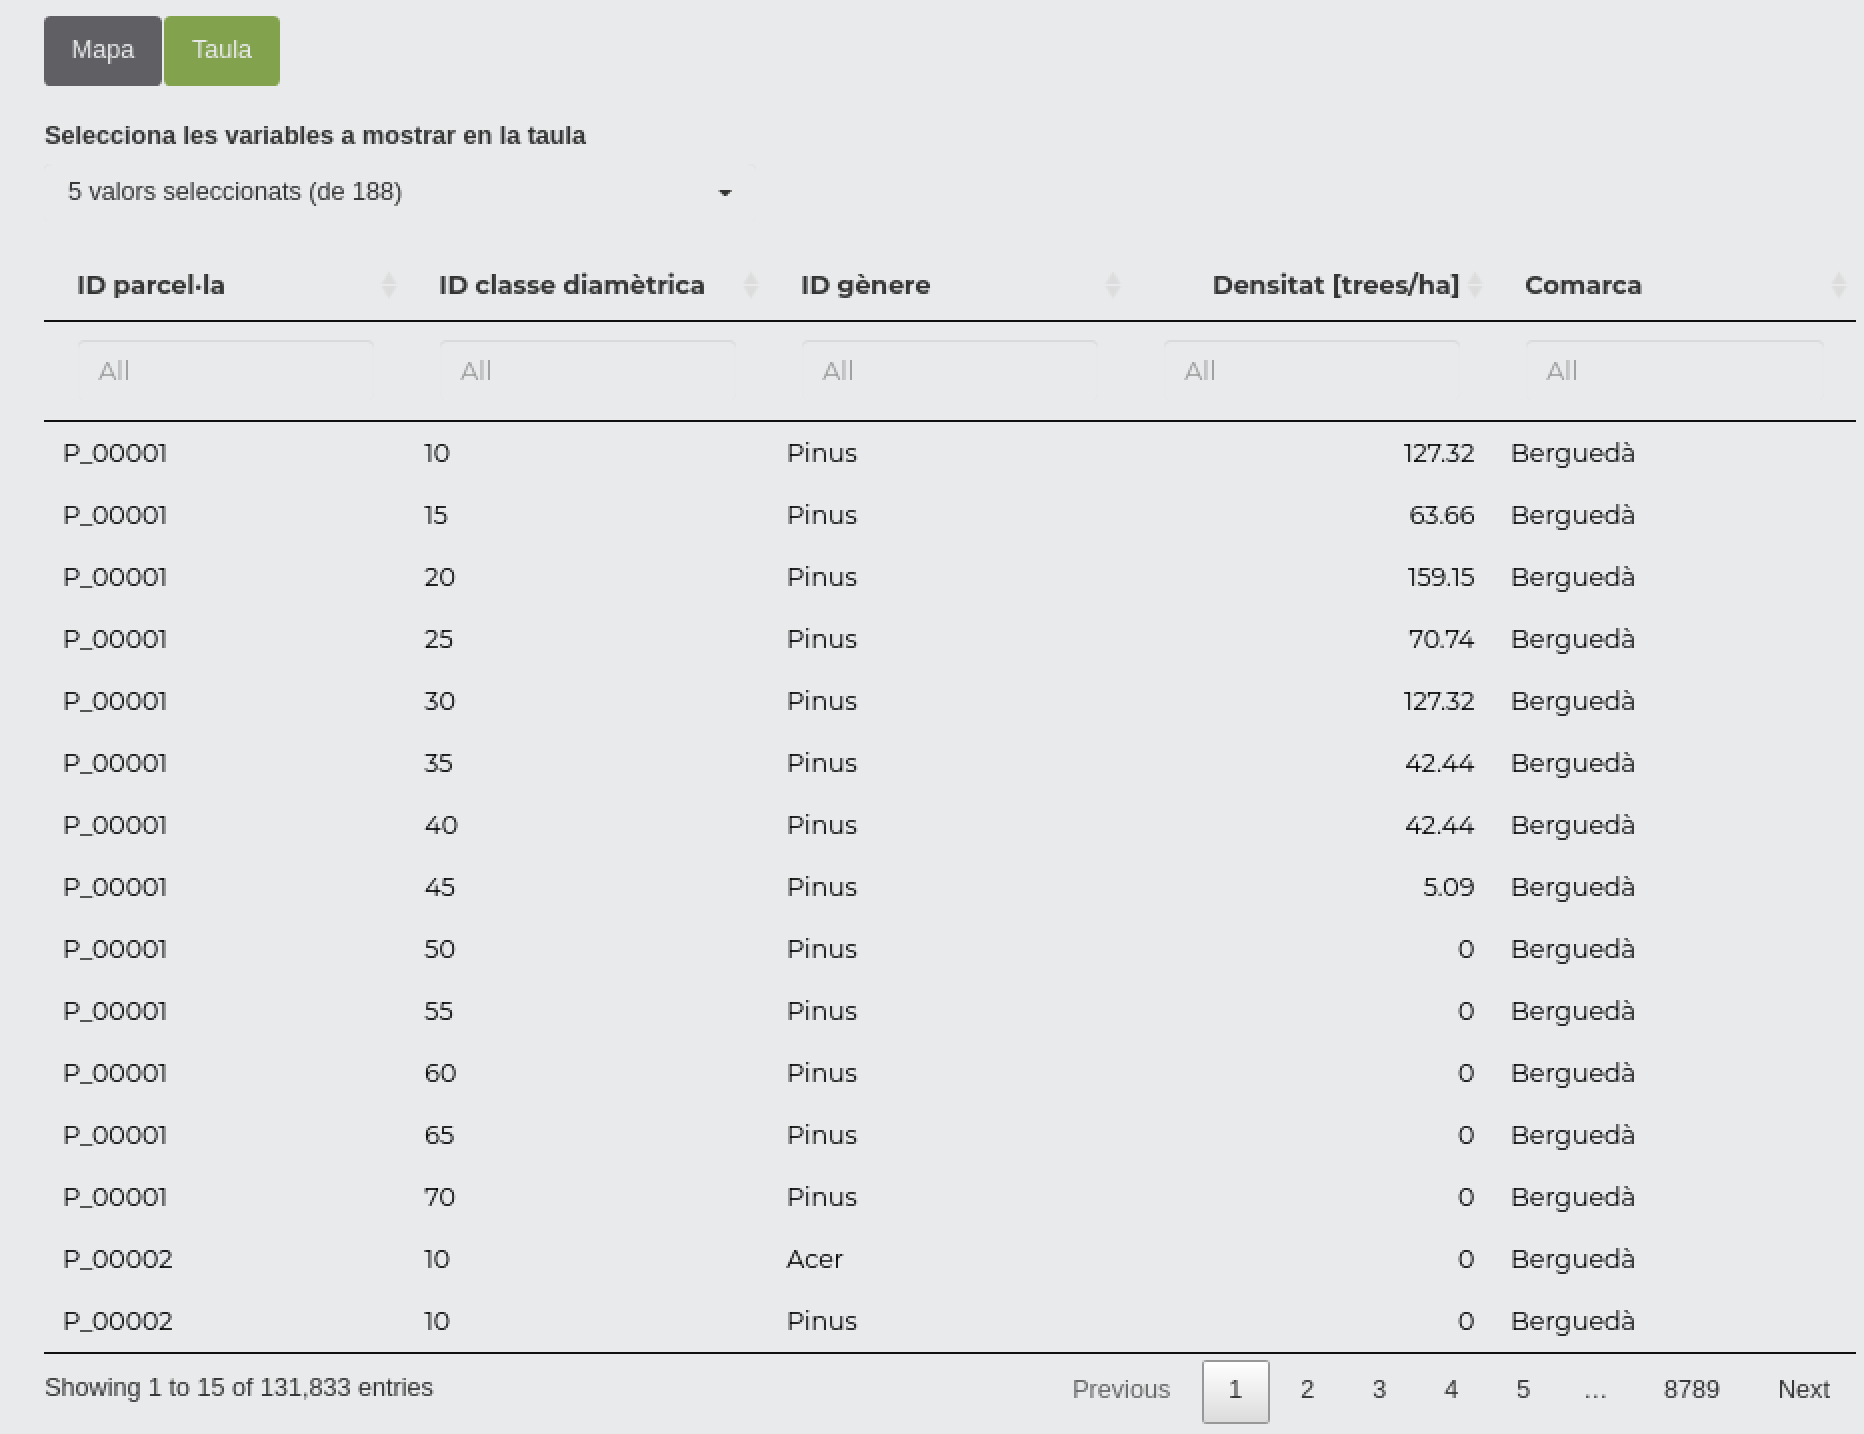 Mapa Taula
Selecciona les variables a mostrar en la taula
5 valors seleccionats (de 188)
ID parcel·la ID classe diamètrica ID gènere Densitat [trees/ha] Comarca
All All All All All
P_00001 10 Pinus 127.32 Berguedà
P_00001 15 Pinus 63.66 Berguedà
P_00001 20 Pinus 159.15 Berguedà
P_00001 25 Pinus 70.74 Berguedà
P_00001 30 Pinus 127.32 Berguedà
P_00001 35 Pinus 42.44 Berguedà
P_00001 40 Pinus 42.44 Berguedà
P_00001 45 Pinus 5.09 Berguedà
P_00001 50 Pinus 0 Berguedà
P_00001 55 Pinus 0 Berguedà
P_00001 60 Pinus 0 Berguedà
P_00001 65 Pinus 0 Berguedà
P_00001 70 Pinus 0 Berguedà
P_00002 10 Acer 0 Berguedà
P_00002 10 Pinus 0 Berguedà
Showing 1 to 15 of 131,833 entries Previous 1 2 3 4 5 … 8789 Next